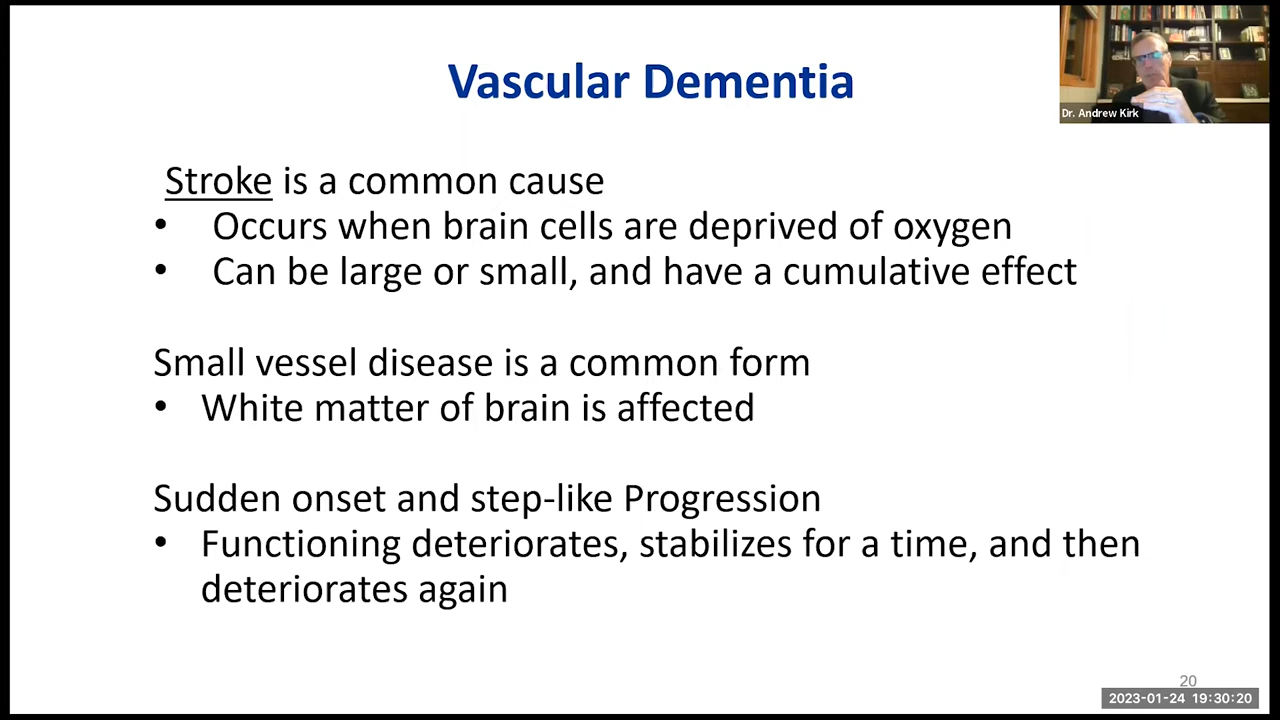 Vascular Dementia
Dr. Andrew Kirk
Stroke is a common cause
• Occurs when brain cells are deprived of oxygen
• Can be large or small, and have a cumulative effect
Small vessel disease is a common form
• White matter of brain is affected
Sudden onset and step-like Progression
• Functioning deteriorates, stabilizes for a time, and then
deteriorates again
20
2023-01-24 19:30:20